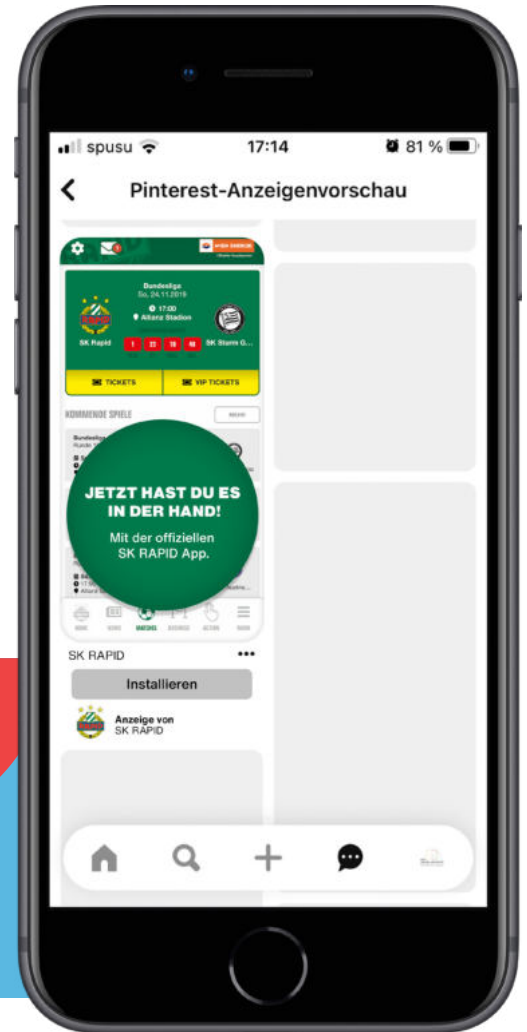 spusu
17:14
81 %
Pinterest-Anzeigenvorschau
Bundesliga
So, 24.11.2019
17:00
Allianz Stadion
SK Rapid
SK Sturm G...
TICKETS
VIP TICKETS
KOMMENDE SPIELE
Bundesliga
JETZT HAST DU ES
IN DER HAND!
Mit der offiziellen
SK RAPID App.
MATCHES
SK RAPID
Installieren
Anzeige von
SK RAPID